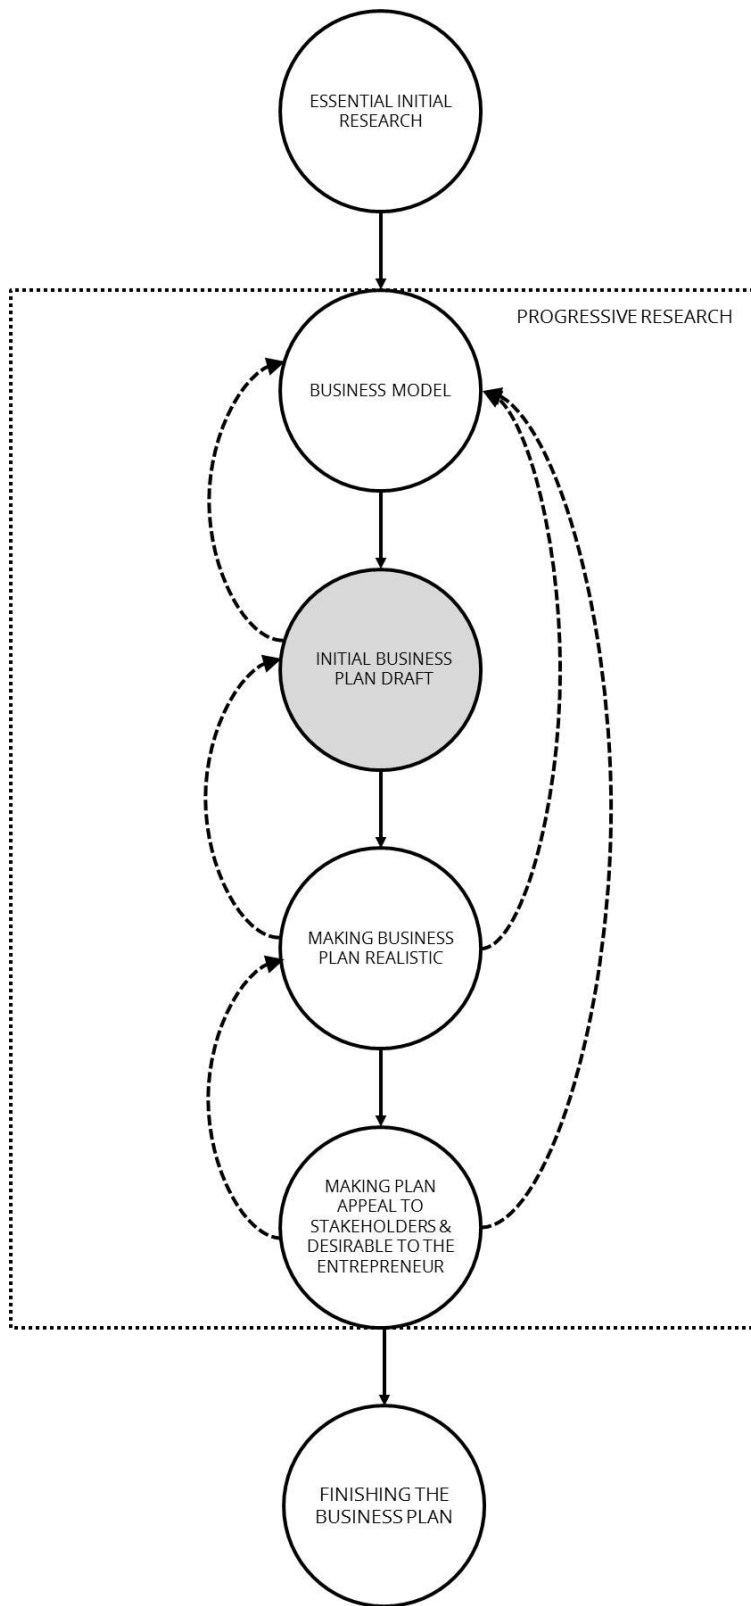 ESSENTIAL INITIAL
RESEARCH
PROGRESSIVE RESEARCH
BUSINESS MODEL
INITIAL BUSINESS
PLAN DRAFT
MAKING BUSINESS
PLAN REALISTIC
MAKING PLAN
APPEAL TO
STAKEHOLDERS &
DESIRABLE TO THE
ENTREPRENEUR
FINISHING THE
BUSINESS PLAN